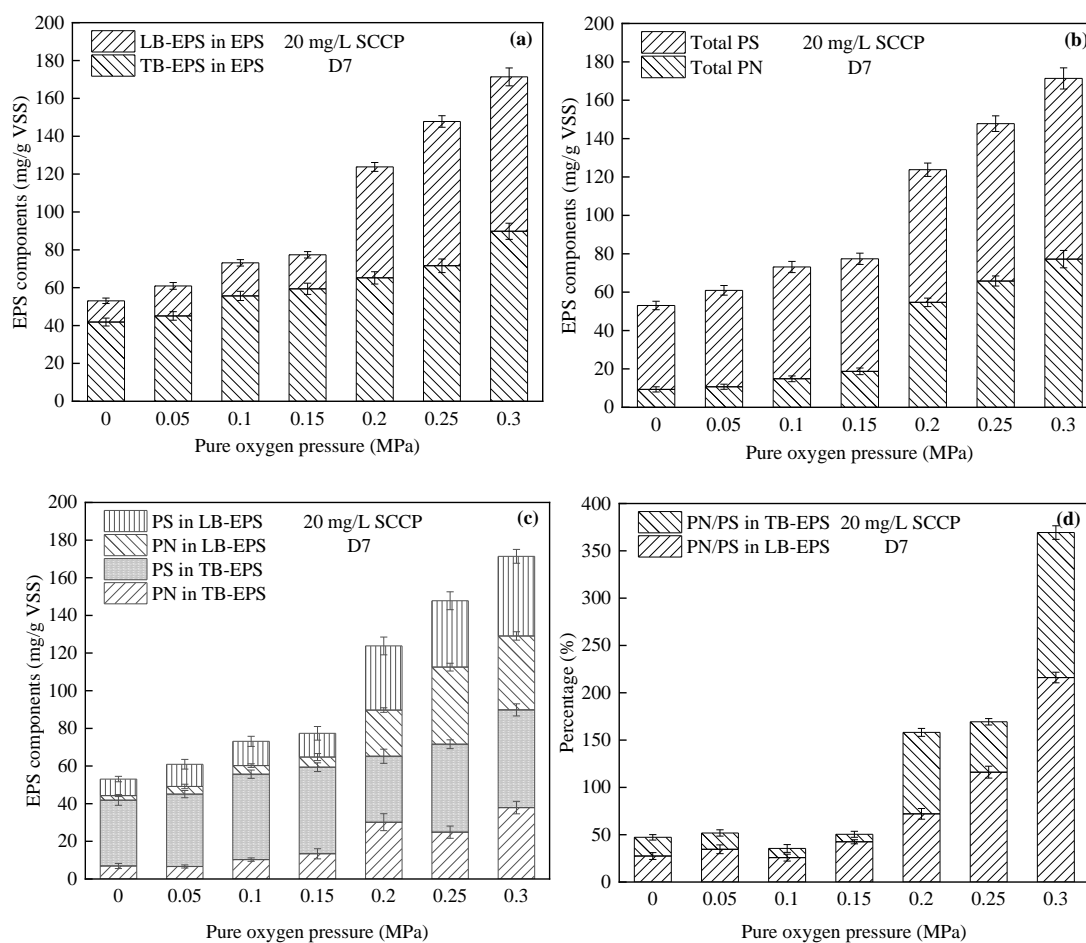 (a)
LB-EPS in EPS 20 mg/L SCCP
TB-EPS in EPS D7
EPS components (mg/g VSS)
200
180
160
140
120
100
80
60
40
20
0
0 0.05 0.1 0.15 0.2 0.25 0.3
Pure oxygen pressure (MPa)
(b)
Total PS 20 mg/L SCCP
Total PN D7
EPS components (mg/g VSS)
200
180
160
140
120
100
80
60
40
20
0
0 0.05 0.1 0.15 0.2 0.25 0.3
Pure oxygen pressure (MPa)
PS in LB-EPS 20 mg/L SCCP (c)
PN in LB-EPS D7
PS in TB-EPS
PN in TB-EPS
EPS components (mg/g VSS)
200
180
160
140
120
100
80
60
40
20
0
0 0.05 0.1 0.15 0.2 0.25 0.3
Pure oxygen pressure (MPa)
PN/PS in TB-EPS 20 mg/L SCCP (d)
PN/PS in LB-EPS D7
Percentage (%)
400
350
300
250
200
150
100
50
0
0 0.05 0.1 0.15 0.2 0.25 0.3
Pure oxygen pressure (MPa)